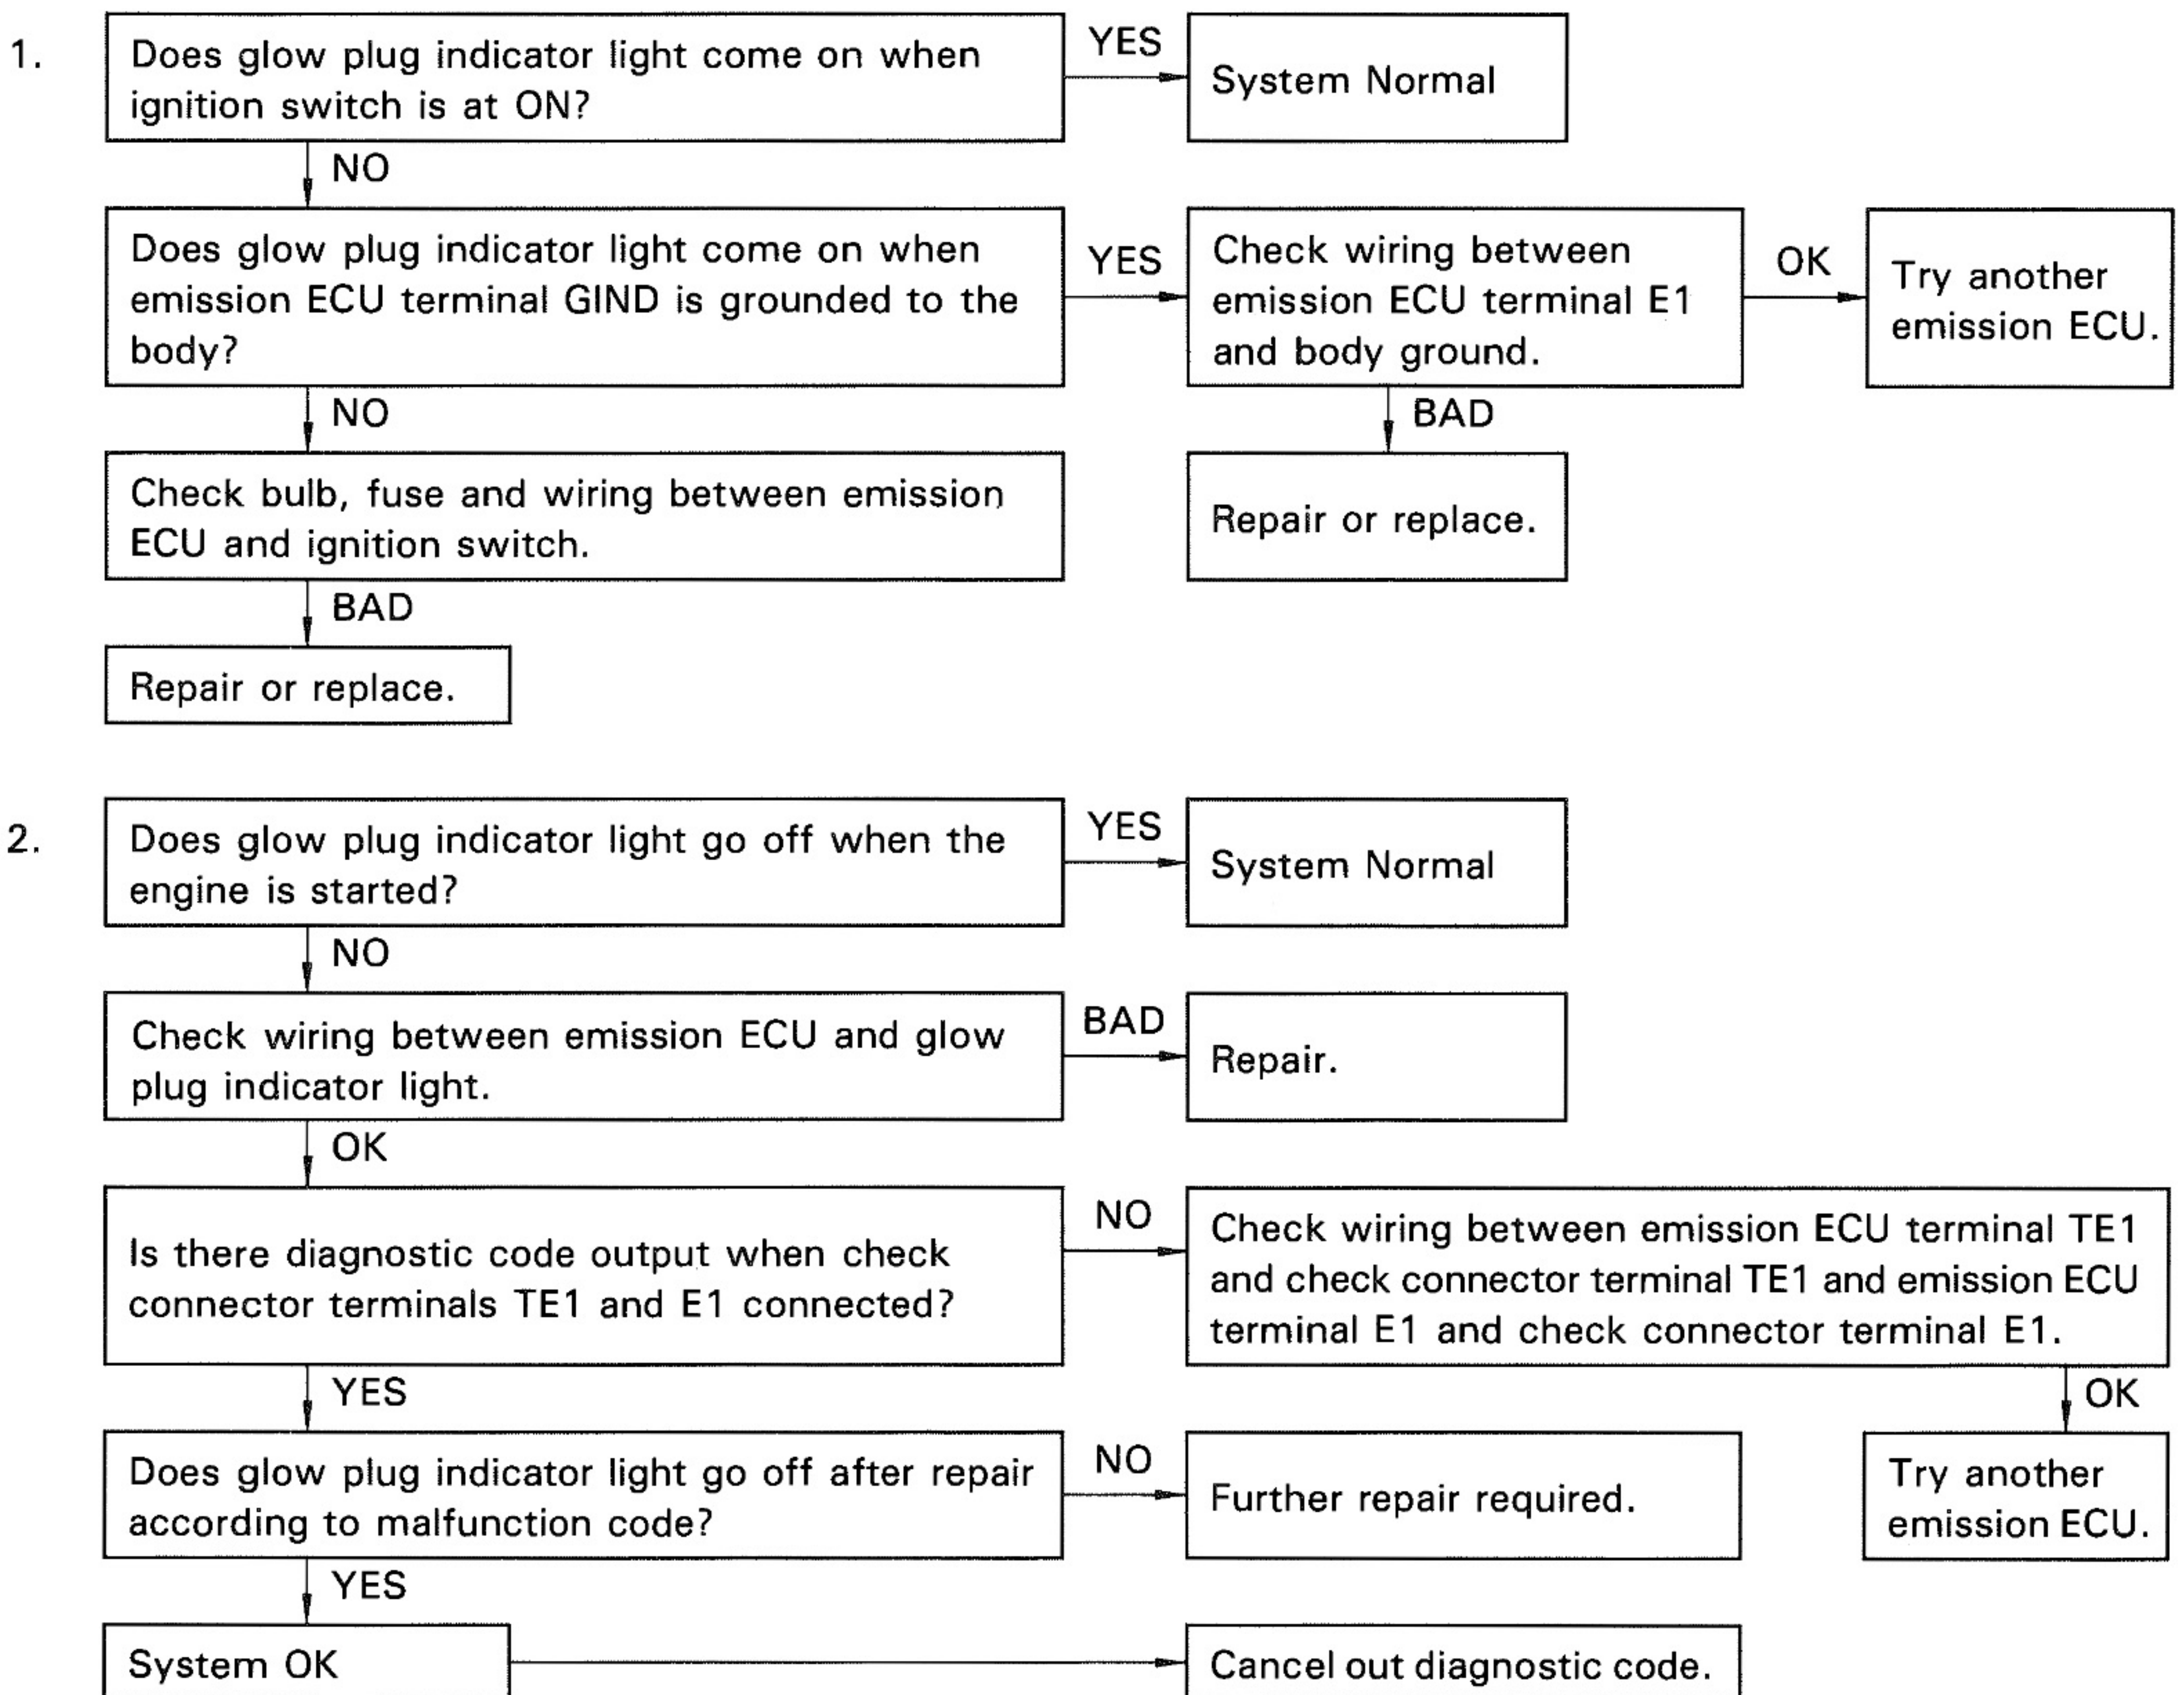 1.
Does glow plug indicator light come on when
ignition switch is at ON?
YES
System Normal
NO
Does glow plug indicator light come on when
emission ECU terminal GIND is grounded to the
body?
YES
Check wiring between
emission ECU terminal E1
and body ground.
OK
Try another
emission ECU.
NO
BAD
Check bulb, fuse and wiring between emission
ECU and ignition switch.
Repair or replace.
BAD
Repair or replace.
2.
Does glow plug indicator light go off when the
engine is started?
YES
System Normal
NO
Check wiring between emission ECU and glow
plug indicator light.
BAD
Repair.
OK
Is there diagnostic code output when check
connector terminals TE1 and E1 connected?
NO
Check wiring between emission ECU terminal TE1
and check connector terminal TE1 and emission ECU
terminal E1 and check connector terminal E1.
YES
OK
Does glow plug indicator light go off after repair
according to malfunction code?
NO
Further repair required.
Try another
emission ECU.
YES
System OK
Cancel out diagnostic code.